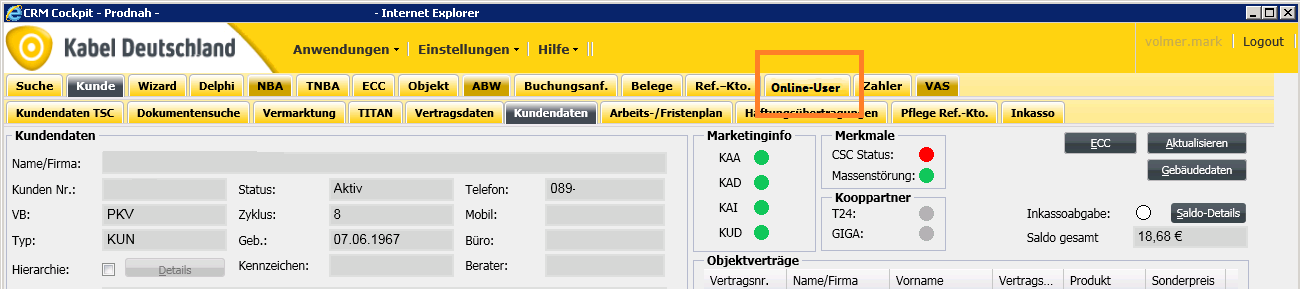 CRM Cockpit - Prodnah - - Internet Explorer
Kabel Deutschland Anwendungen Einstellungen Hilfe volmer.mark Logout
Suche Kunde Wizard Delphi NBA TNBA ECC Objekt ABW Buchungsanf. Belege Ref.-Kto. Online-User Zahler VAS
Kundendaten TSC Dokumentensuche Vermarktung TITAN Vertragsdaten Kundendaten Arbeits-/Fristenplan Haftungsübertragungen Pflege Ref.-Kto. Inkasso
Kundendaten
Name/Firma:
Kunden Nr.: Status: Aktiv Telefon: 089-
VB: PKV Zyklus: 8 Mobil:
Typ: KUN Geb.: 07.06.1967 Büro:
Hierarchie: Details Kennzeichen: Berater:
Marketinginfo
KAA
KAD
KAI
KUD
Merkmale
CSC Status:
Massenstörung:
Kooppartner
T24:
GIGA:
ECC Aktualisieren
Gebäudedaten
Inkassoabgabe: Saldo-Details
Saldo gesamt 18,68 €
Objektverträge
Vertragsnr. Name/Firma Vorname Vertrags... Produkt Sonderpreis